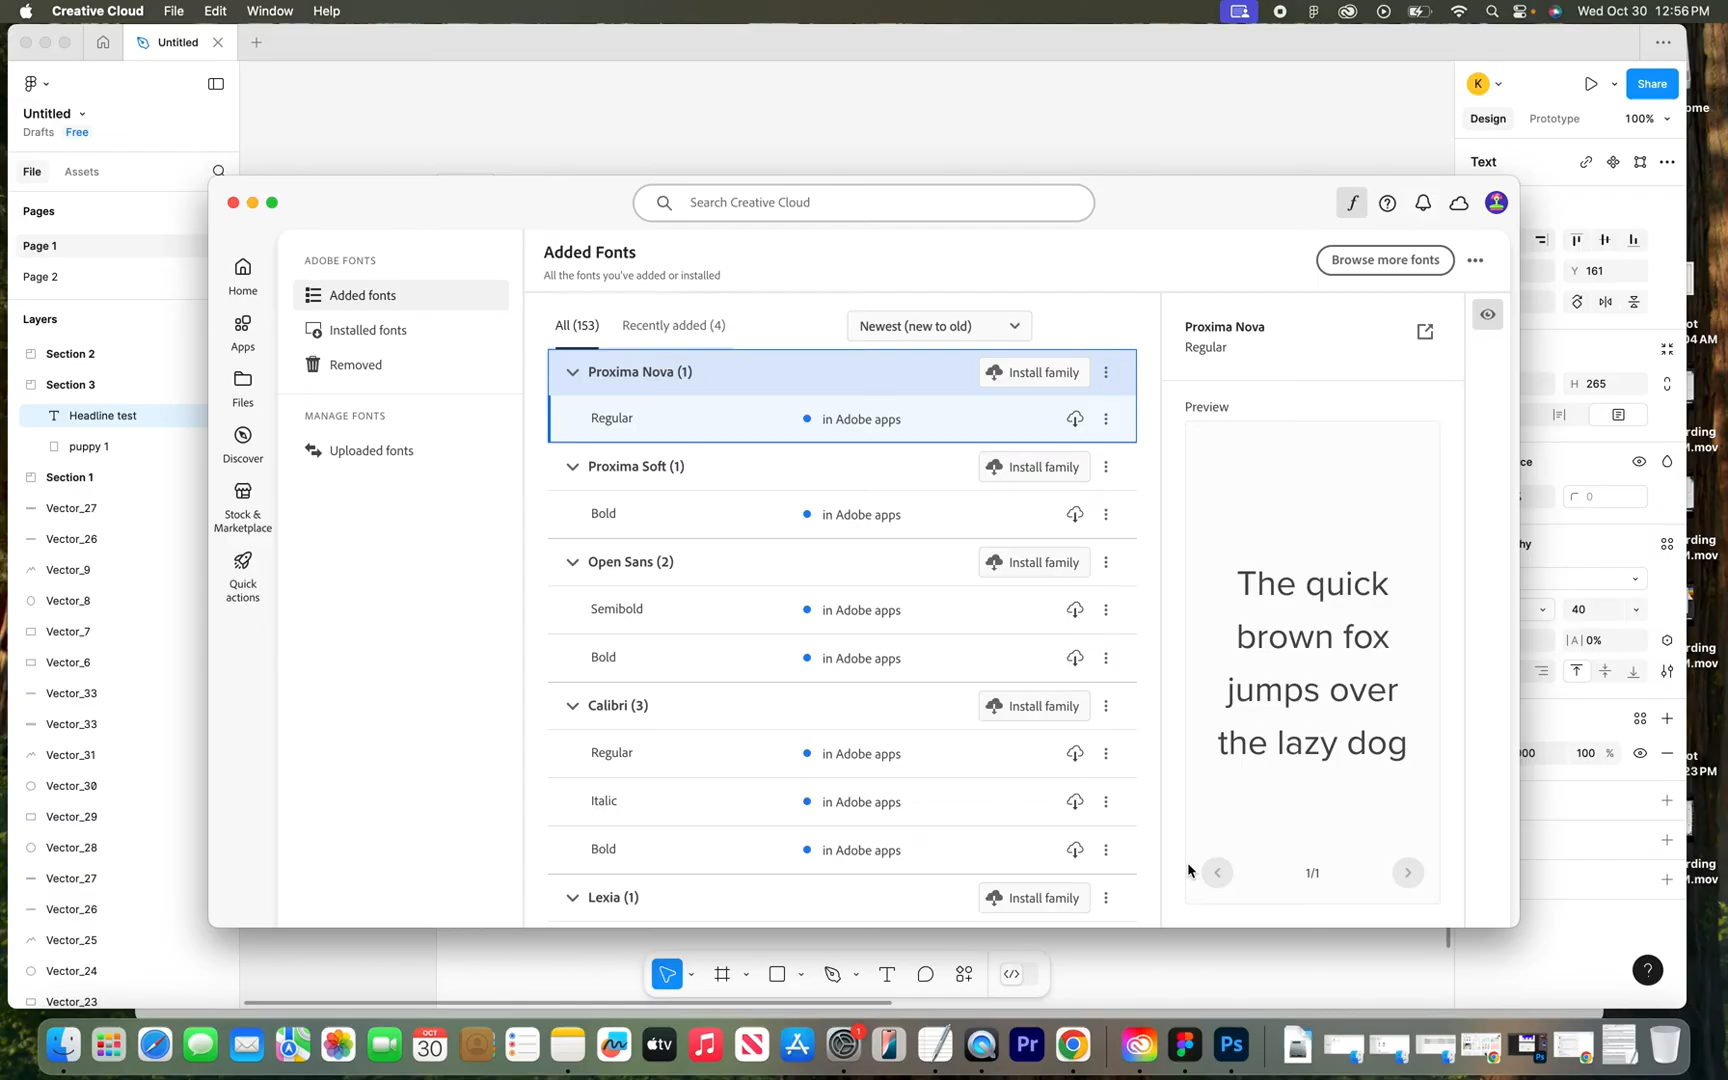 Creative Cloud File Edit Window Help
Wed Oct 30 12:56 PM
Untitled
Untitled
Drafts Free
File Assets
Pages
Page 1
Page 2
Layers
Section 2
Section 3
Headline test
puppy 1
Section 1
Vector_27
Vector_26
Vector_9
Vector_8
Vector_7
Vector_6
Vector_33
Vector_33
Vector_31
Vector_30
Vector_29
Vector_28
Vector_27
Vector_26
Vector_25
Vector_24
Vector_23
Search Creative Cloud
Home
Apps
Files
Discover
Stock &
Marketplace
Quick
actions
ADOBE FONTS
Added fonts
Installed fonts
Removed
MANAGE FONTS
Uploaded fonts
Added Fonts
All the fonts you've added or installed
Browse more fonts
All (153) Recently added (4)
Newest (new to old)
Proxima Nova (1) Install family
Regular in Adobe apps
Proxima Soft (1) Install family
Bold in Adobe apps
Open Sans (2) Install family
Semibold in Adobe apps
Bold in Adobe apps
Calibri (3) Install family
Regular in Adobe apps
Italic in Adobe apps
Bold in Adobe apps
Lexia (1) Install family
Proxima Nova
Regular
Preview
The quick
brown fox
jumps over
the lazy dog
1/1
K
Share
Design Prototype 100%
Text
Y 161
H 265
0
40
|A| 0%
100 %
OCT
30
tv
1
Pr
Ps